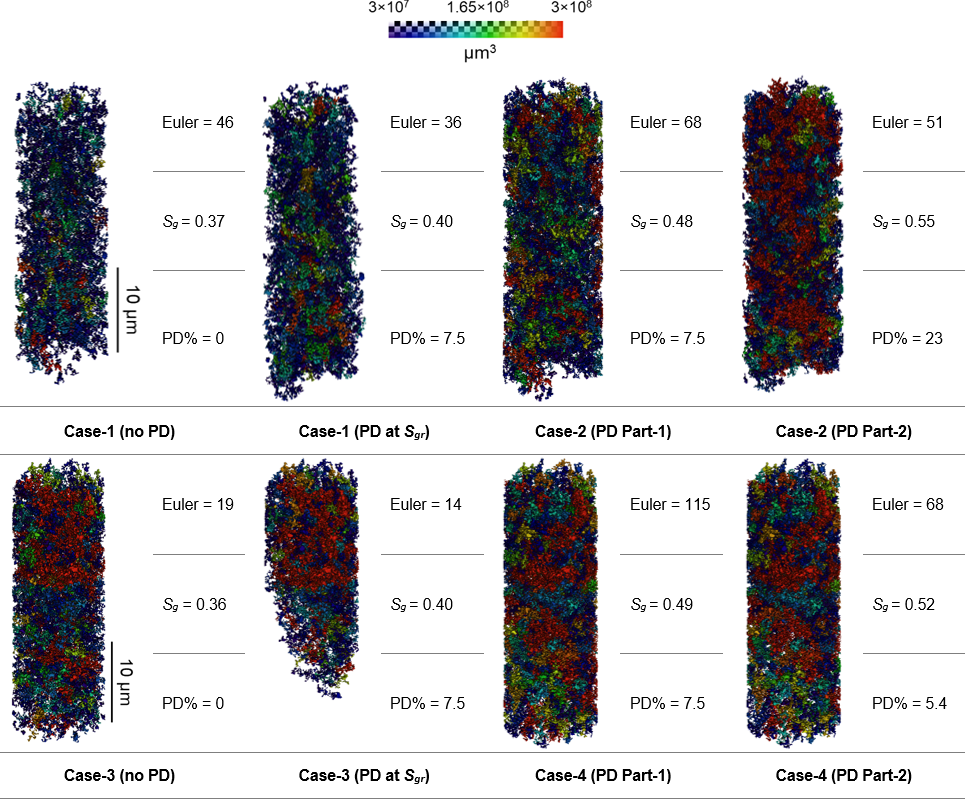 3×10⁷ 1.65×10⁸ 3×10⁸
μm³
Euler = 46 Euler = 36 Euler = 68 Euler = 51
Sg = 0.37 Sg = 0.40 Sg = 0.48 Sg = 0.55
10 μm
PD% = 0 PD% = 7.5 PD% = 7.5 PD% = 23
Case-1 (no PD) Case-1 (PD at Sgr) Case-2 (PD Part-1) Case-2 (PD Part-2)
Euler = 19 Euler = 14 Euler = 115 Euler = 68
Sg = 0.36 Sg = 0.40 Sg = 0.49 Sg = 0.52
10 μm
PD% = 0 PD% = 7.5 PD% = 7.5 PD% = 5.4
Case-3 (no PD) Case-3 (PD at Sgr) Case-4 (PD Part-1) Case-4 (PD Part-2)